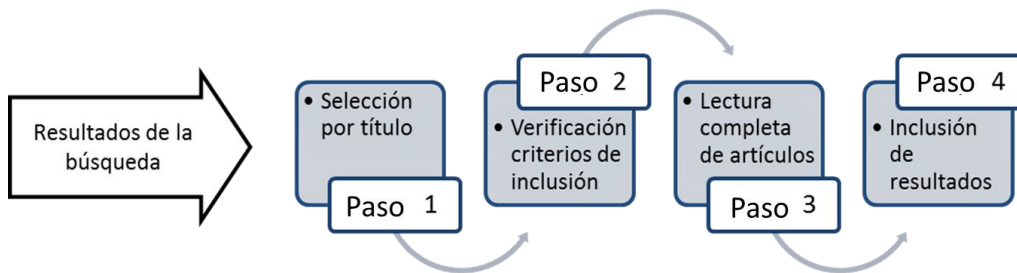 Resultados de la
búsqueda
• Selección
por título
Paso 1
Paso 2
• Verificación
criterios de
inclusión
• Lectura
completa
de artículos
Paso 3
Paso 4
• Inclusión
de
resultados